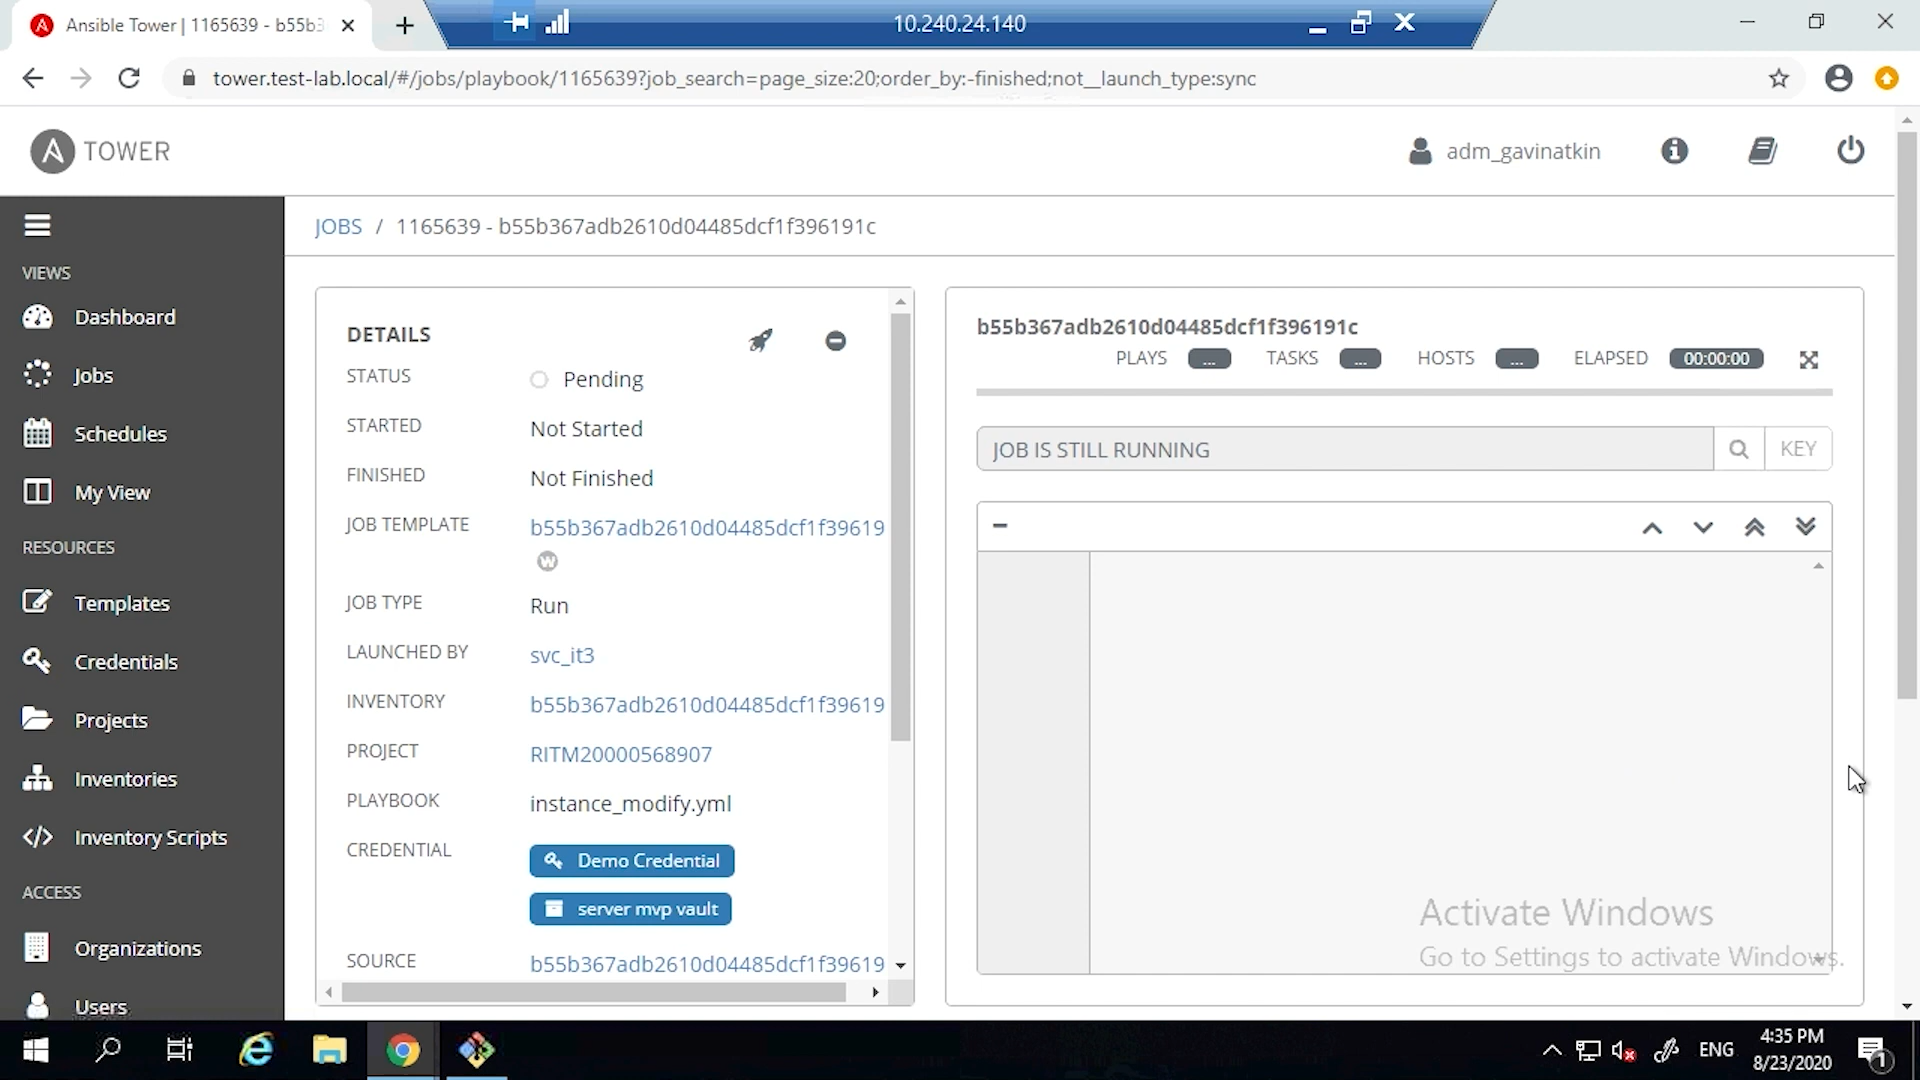 Ansible Tower | 1165639 - b55b3
10.240.24.140
tower.test-lab.local/#/jobs/playbook/1165639?job_search=page_size:20;order_by:-finished;not__launch_type:sync
TOWER
adm_gavinatkin
JOBS / 1165639 - b55b367adb2610d04485dcf1f396191c
VIEWS
Dashboard
Jobs
Schedules
My View
RESOURCES
Templates
Credentials
Projects
Inventories
Inventory Scripts
ACCESS
Organizations
Users
DETAILS
STATUS Pending
STARTED Not Started
FINISHED Not Finished
JOB TEMPLATE b55b367adb2610d04485dcf1f39619
W
JOB TYPE Run
LAUNCHED BY svc_it3
INVENTORY b55b367adb2610d04485dcf1f39619
PROJECT RITM20000568907
PLAYBOOK instance_modify.yml
CREDENTIAL Demo Credential
server mvp vault
SOURCE b55b367adb2610d04485dcf1f39619
b55b367adb2610d04485dcf1f396191c
PLAYS ... TASKS ... HOSTS ... ELAPSED 00:00:00
JOB IS STILL RUNNING KEY
Activate Windows
Go to Settings to activate Windows.
ENG
4:35 PM
8/23/2020
1